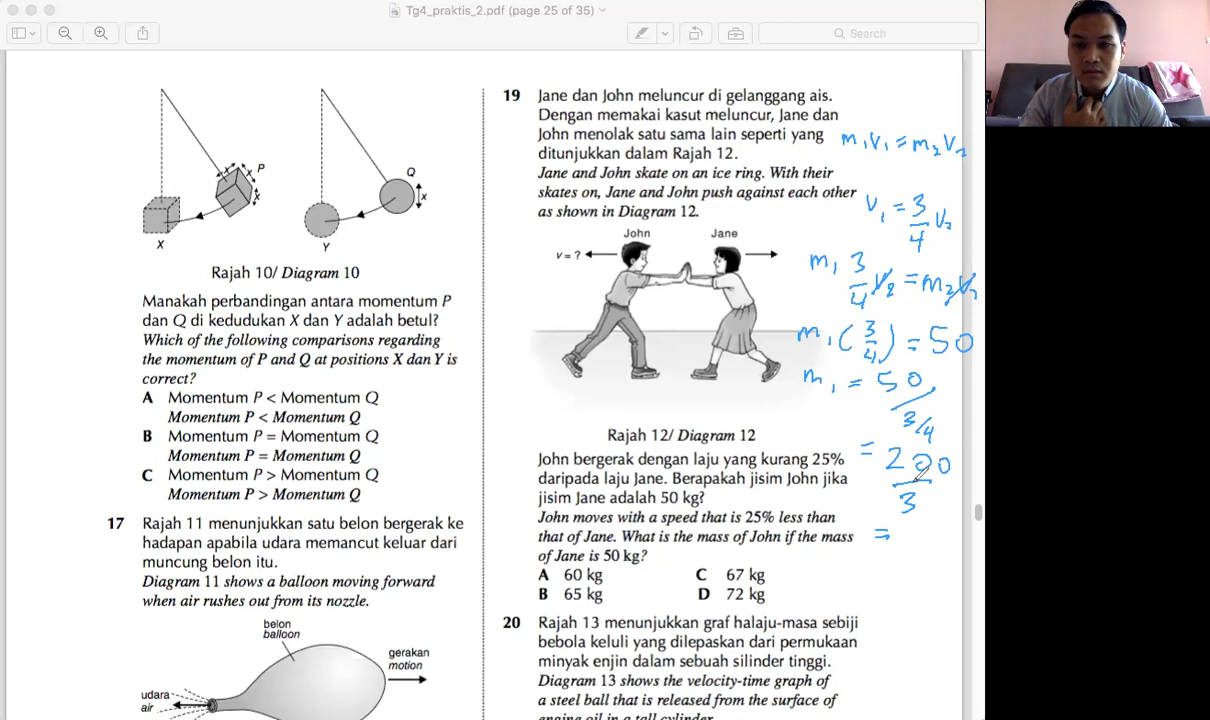 Tg4_praktis_2.pdf (page 25 of 35)
Search
P
x
x
x
X
Q
x
Y
Rajah 10/ Diagram 10
Manakah perbandingan antara momentum P
dan Q di kedudukan X dan Y adalah betul?
Which of the following comparisons regarding
the momentum of P and Q at positions X dan Y is
correct?
A Momentum P < Momentum Q
Momentum P < Momentum Q
B Momentum P = Momentum Q
Momentum P = Momentum Q
C Momentum P > Momentum Q
Momentum P > Momentum Q
17 Rajah 11 menunjukkan satu belon bergerak ke
hadapan apabila udara memancut keluar dari
muncung belon itu.
Diagram 11 shows a balloon moving forward
when air rushes out from its nozzle.
belon
balloon
gerakan
motion
udara
air
19 Jane dan John meluncur di gelanggang ais.
Dengan memakai kasut meluncur, Jane dan
John menolak satu sama lain seperti yang
ditunjukkan dalam Rajah 12.
Jane and John skate on an ice ring. With their
skates on, Jane and John push against each other
as shown in Diagram 12.
John
Jane
v = ?
Rajah 12/ Diagram 12
John bergerak dengan laju yang kurang 25%
daripada laju Jane. Berapakah jisim John jika
jisim Jane adalah 50 kg?
John moves with a speed that is 25% less than
that of Jane. What is the mass of John if the mass
of Jane is 50 kg?
A 60 kg C 67 kg
B 65 kg D 72 kg
20 Rajah 13 menunjukkan graf halaju-masa sebiji
bebola keluli yang dilepaskan dari permukaan
minyak enjin dalam sebuah silinder tinggi.
Diagram 13 shows the velocity-time graph of
a steel ball that is released from the surface of
engine oil in a tall cylinder.
m₁v₁ = m₂v₂
v₁ = 3/4 v₂
m₁ 3/4 v₂ = m₂v₂
m₁ (3/4) = 50
m₁ = 50
3/4
= 200
3
=